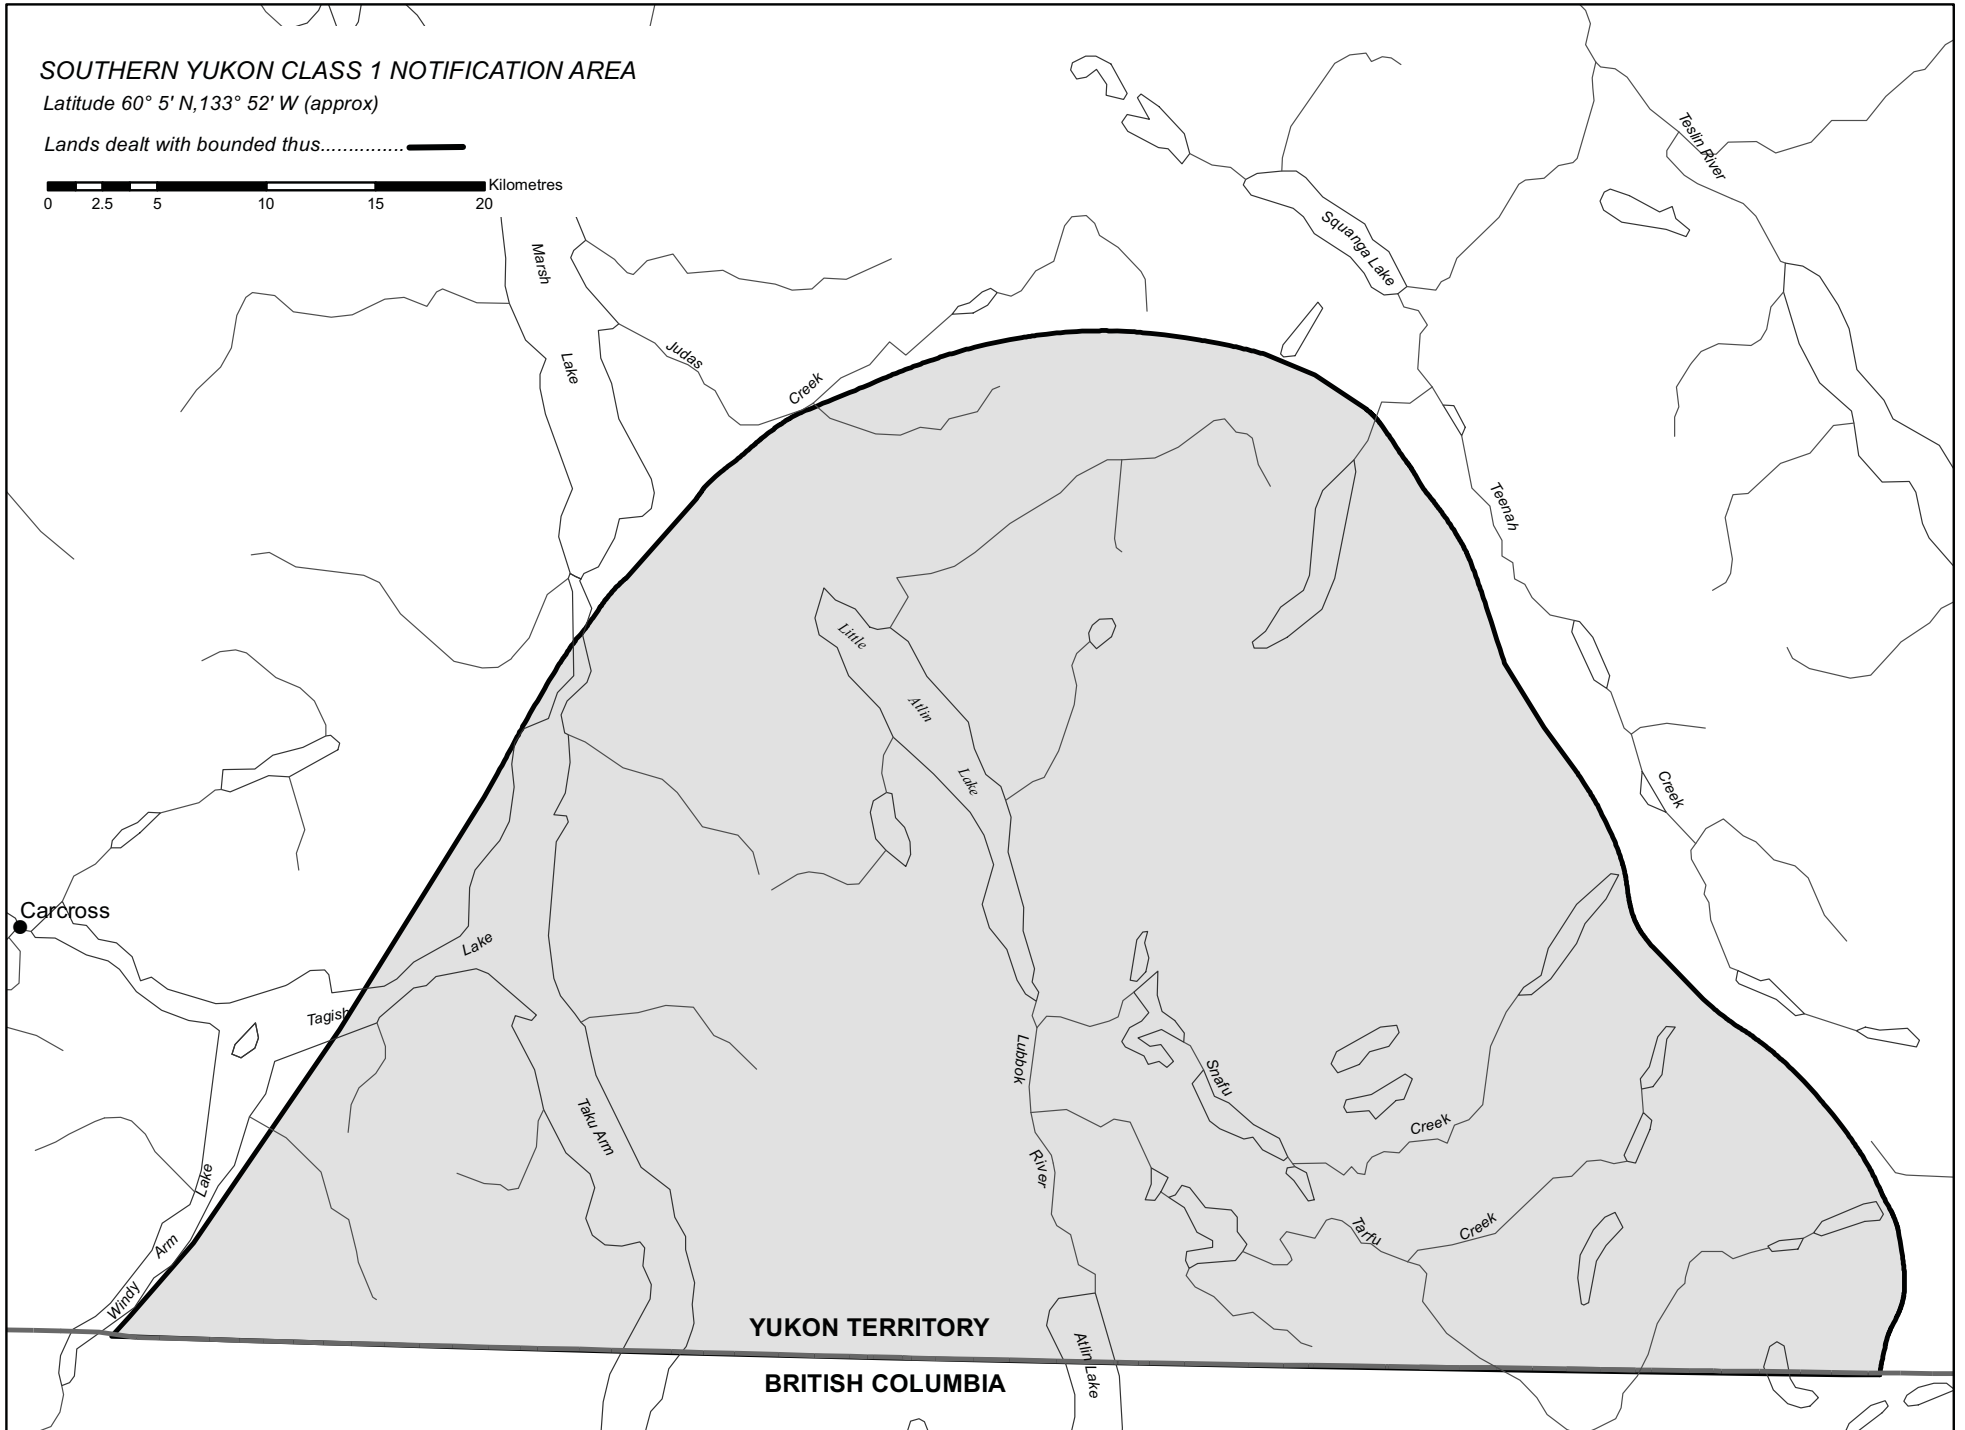 SOUTHERN YUKON CLASS 1 NOTIFICATION AREA
Latitude 60° 5' N,133° 52' W (approx)
Lands dealt with bounded thus...............
Kilometres
0 2.5 5 10 15 20
Marsh
Lake
Judas
Creek
Squanga Lake
Teslin River
Teenah
Creek
Little
Atlin
Lake
Carcross
Lake
Tagish
Lubbok
River
Snafu
Creek
Taku Arm
Lake
Arm
Windy
Tarfu
Creek
YUKON TERRITORY
BRITISH COLUMBIA
Atlin Lake